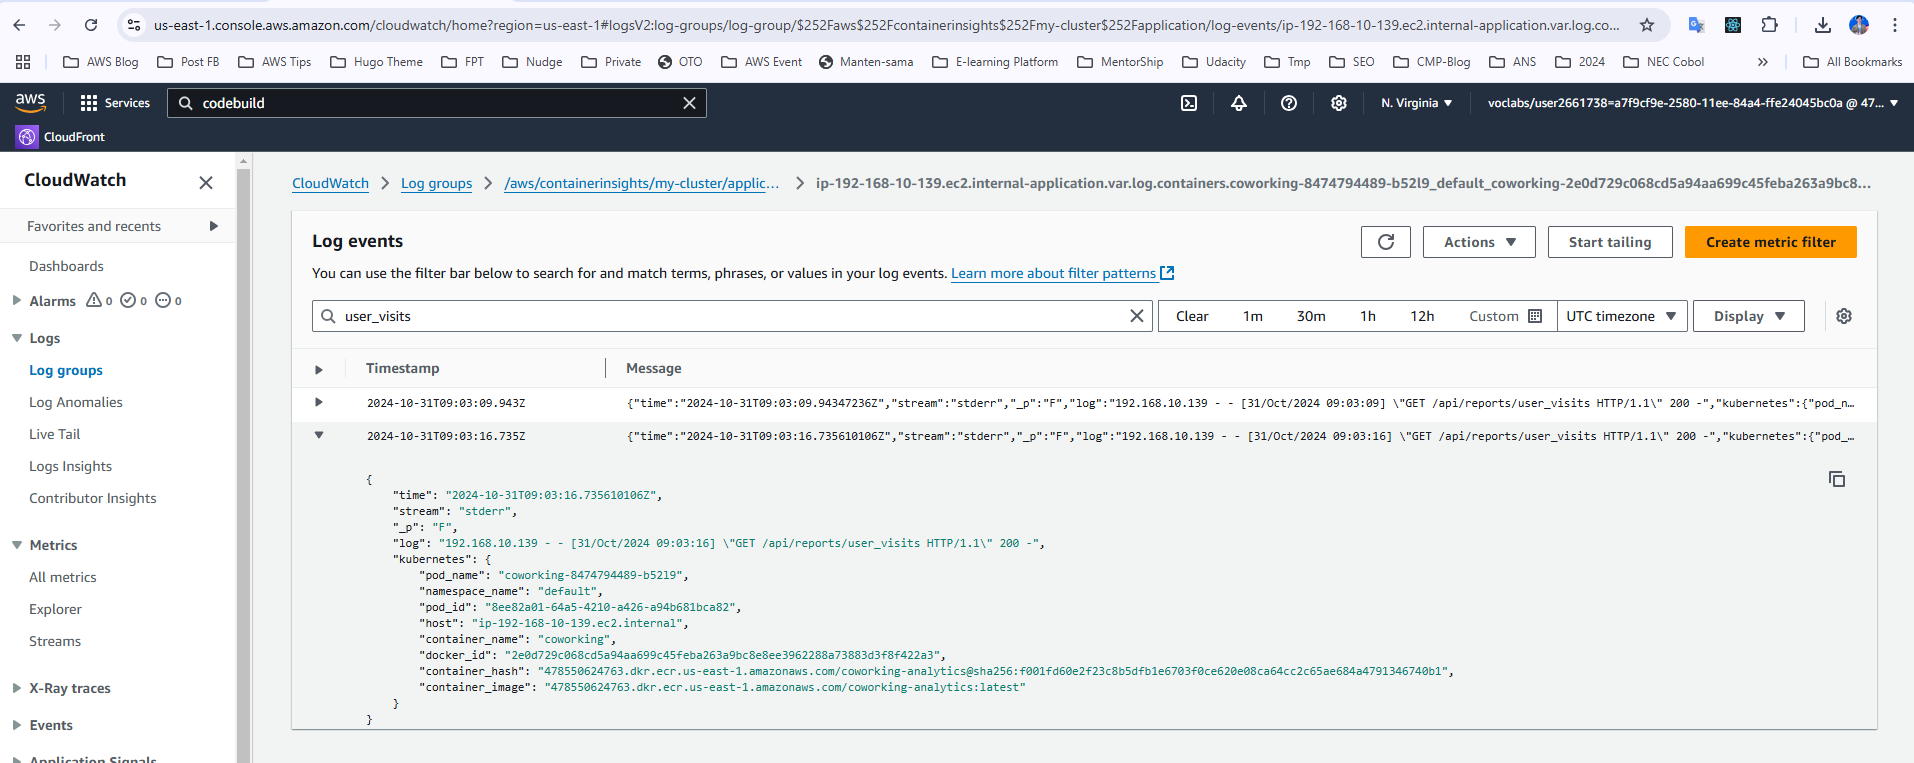 us-east-1.console.aws.amazon.com/cloudwatch/home?region=us-east-1#logsV2:log-groups/log-group/$252Faws$252Fcontainerinsights$252Fmy-cluster$252Fapplication/log-events/ip-192-168-10-139.ec2.internal-application.var.log.co...
AWS Blog Post FB AWS Tips Hugo Theme FPT Nudge Private OTO AWS Event Manten-sama E-learning Platform MentorShip Udacity Tmp SEO CMP-Blog ANS 2024 NEC Cobol » All Bookmarks
aws Services codebuild N. Virginia voclabs/user2661738=a7f9cf9e-2580-11ee-84a4-ffe24045bc0a @ 47...
CloudFront
CloudWatch
Favorites and recents
Dashboards
Alarms 0 0 0
Logs
Log groups
Log Anomalies
Live Tail
Logs Insights
Contributor Insights
Metrics
All metrics
Explorer
Streams
X-Ray traces
Events
Application Signals
CloudWatch > Log groups > /aws/containerinsights/my-cluster/applic... > ip-192-168-10-139.ec2.internal-application.var.log.containers.coworking-8474794489-b52l9_default_coworking-2e0d729c068cd5a94aa699c45feba263a9bc8...
Log events
Actions Start tailing Create metric filter
You can use the filter bar below to search for and match terms, phrases, or values in your log events. Learn more about filter patterns
user_visits Clear 1m 30m 1h 12h Custom UTC timezone Display
Timestamp Message
2024-10-31T09:03:09.943Z {"time":"2024-10-31T09:03:09.94347236Z","stream":"stderr","_p":"F","log":"192.168.10.139 - - [31/Oct/2024 09:03:09] \"GET /api/reports/user_visits HTTP/1.1\" 200 -","kubernetes":{"pod_n...
2024-10-31T09:03:16.735Z {"time":"2024-10-31T09:03:16.735610106Z","stream":"stderr","_p":"F","log":"192.168.10.139 - - [31/Oct/2024 09:03:16] \"GET /api/reports/user_visits HTTP/1.1\" 200 -","kubernetes":{"pod_...
{
"time": "2024-10-31T09:03:16.735610106Z",
"stream": "stderr",
"_p": "F",
"log": "192.168.10.139 - - [31/Oct/2024 09:03:16] \"GET /api/reports/user_visits HTTP/1.1\" 200 -",
"kubernetes": {
"pod_name": "coworking-8474794489-b52l9",
"namespace_name": "default",
"pod_id": "8ee82a01-64a5-4210-a426-a94b681bca82",
"host": "ip-192-168-10-139.ec2.internal",
"container_name": "coworking",
"docker_id": "2e0d729c068cd5a94aa699c45feba263a9bc8e8ee3962288a73883d3f8f422a3",
"container_hash": "478550624763.dkr.ecr.us-east-1.amazonaws.com/coworking-analytics@sha256:f001fd60e2f23c8b5dfb1e6703f0ce620e08ca64cc2c65ae684a4791346740b1",
"container_image": "478550624763.dkr.ecr.us-east-1.amazonaws.com/coworking-analytics:latest"
}
}